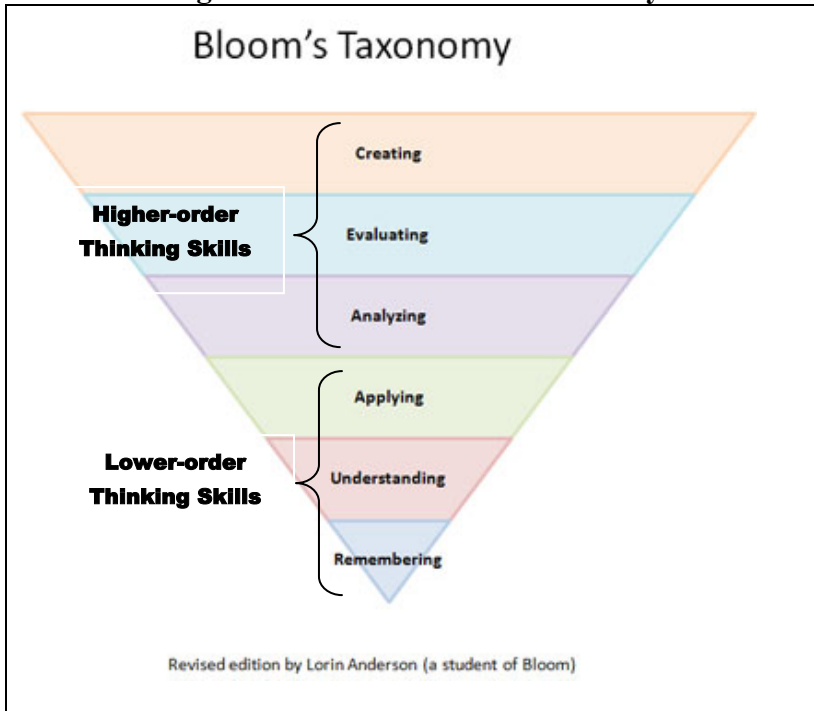 Bloom's Taxonomy
Creating
Higher-order
Thinking Skills
Evaluating
Analyzing
Applying
Lower-order
Thinking Skills
Understanding
Remembering
Revised edition by Lorin Anderson (a student of Bloom)